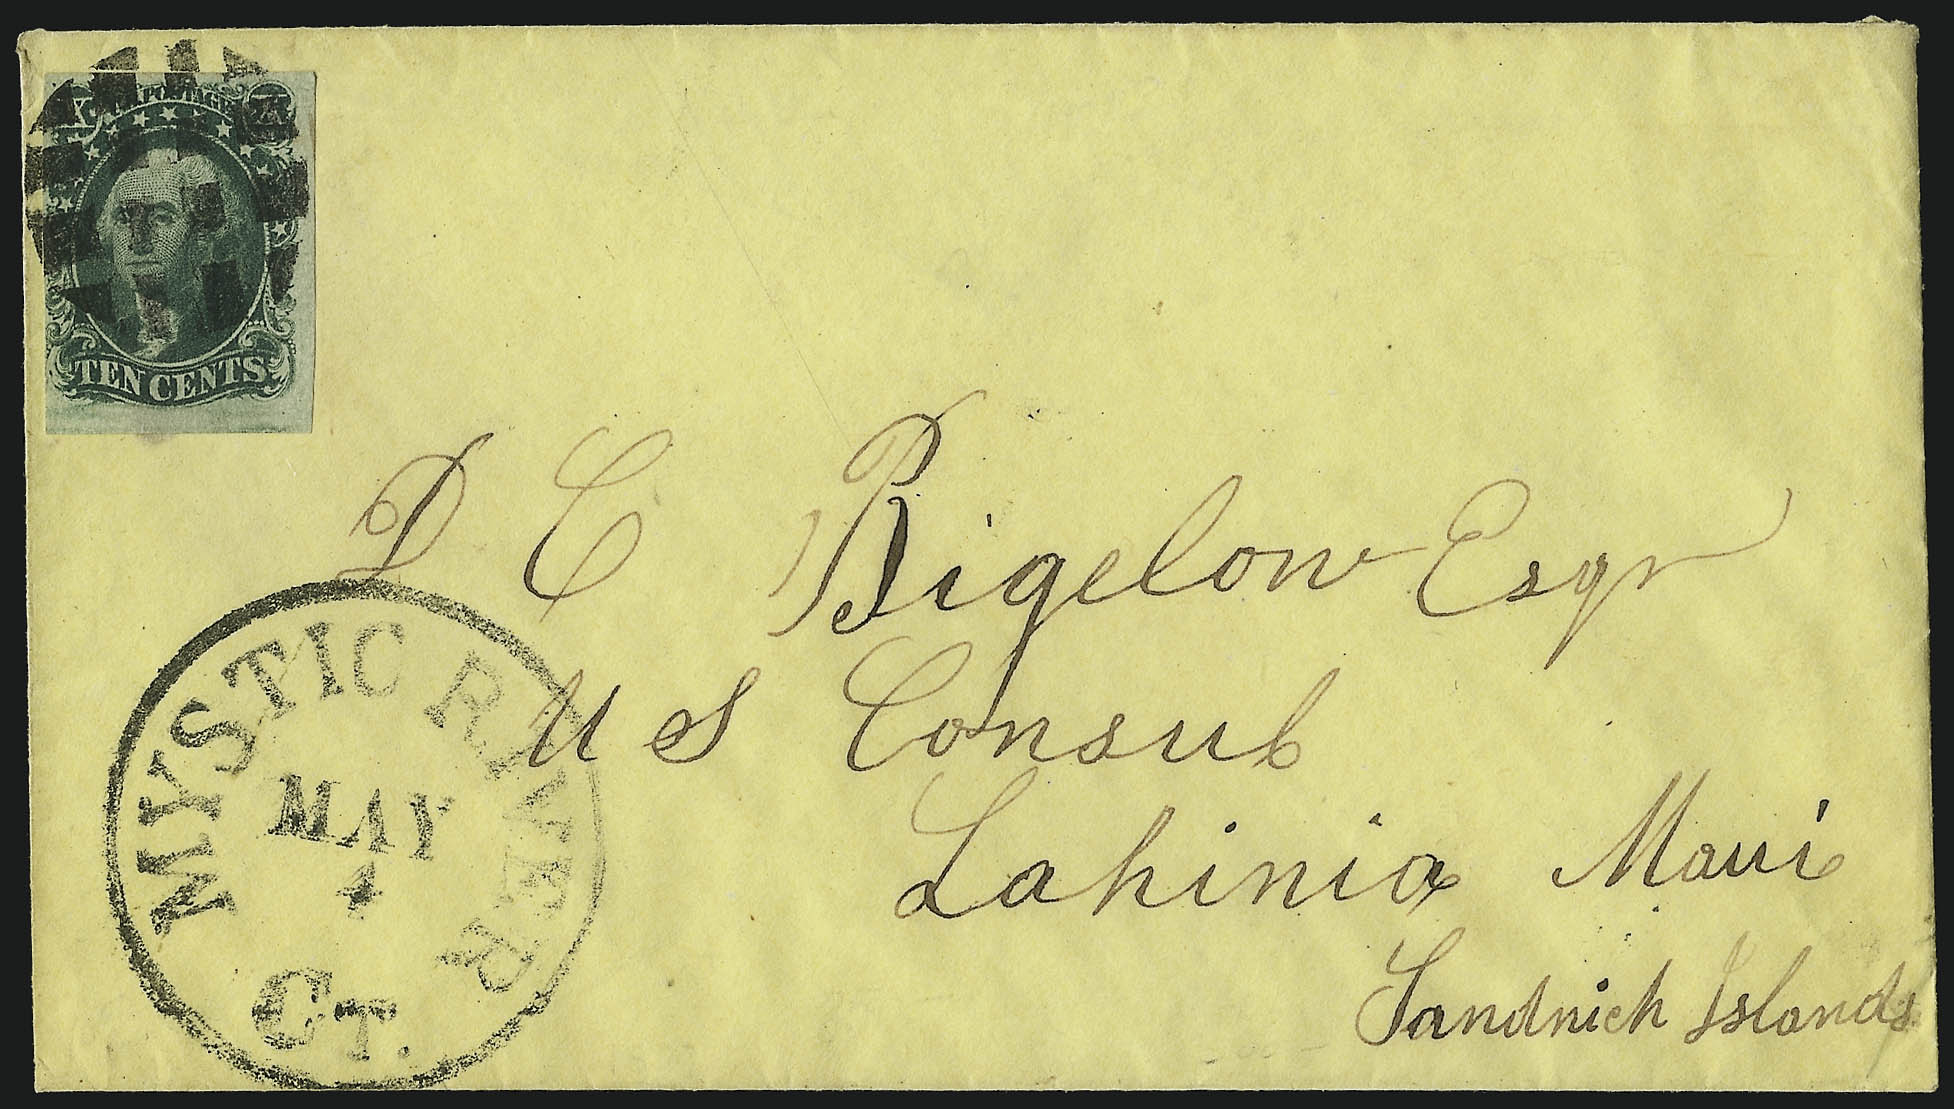 X U.S. POSTAGE X
TEN CENTS
D C Bigelow Esqr
U S Consul
Lahinia Maui
Sandwich Islands
MYSTIC RIVER
MAY
4
CT.